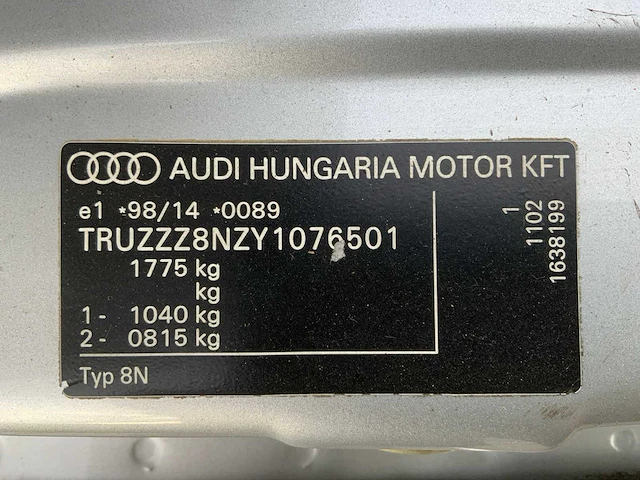 AUDI HUNGARIA MOTOR KFT
e1 *98/14 *0089
TRUZZZ8NZY1076501
1775 kg
kg
1- 1040 kg
2- 0815 kg
Typ 8N
1
1102
1638199